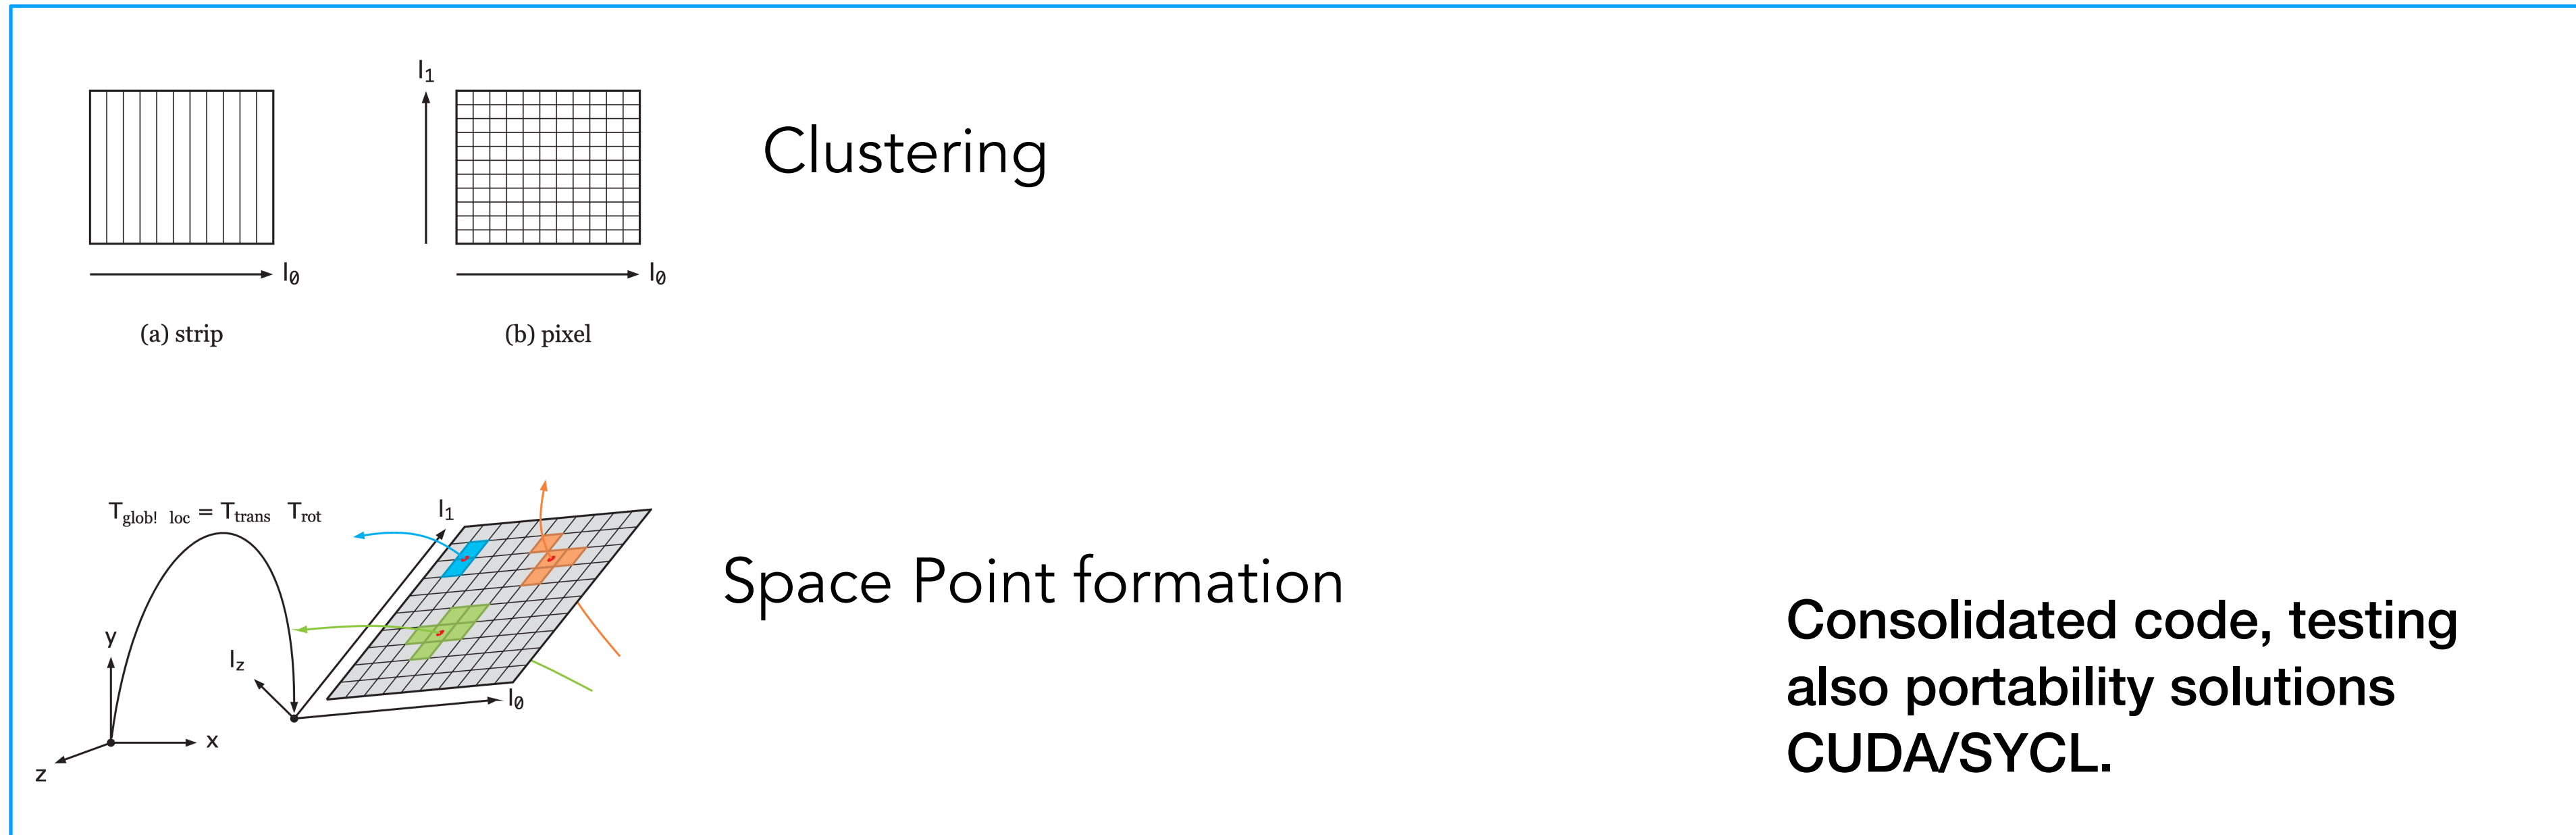 l1
l0
l0
(a) strip
(b) pixel
Clustering
Tglob! loc = Ttrans Trot
l1
y
lz
l0
x
z
Space Point formation
Consolidated code, testing
also portability solutions
CUDA/SYCL.